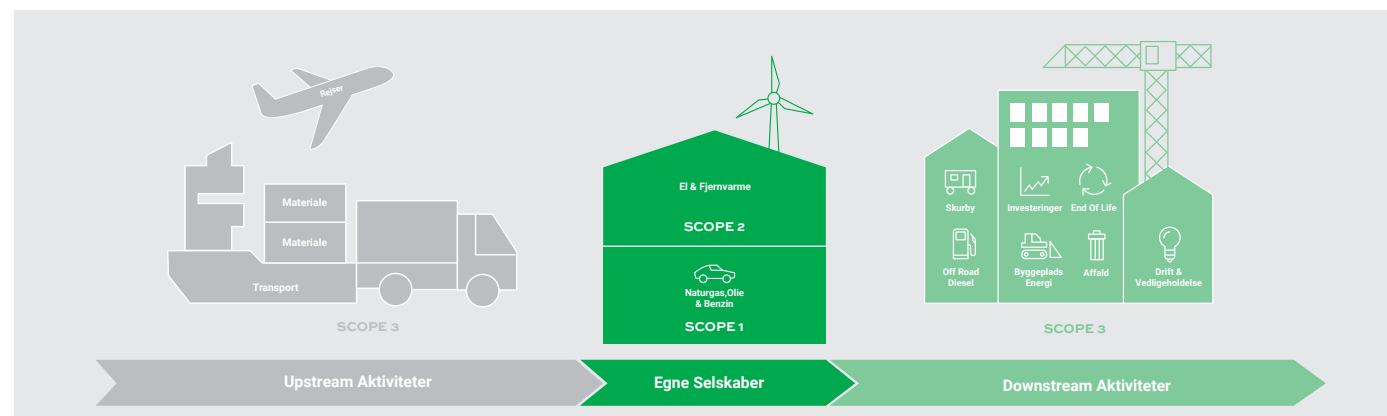 Rejser
Materiale
Materiale
Transport
SCOPE 3
El & Fjernvarme
SCOPE 2
Naturgas,Olie
& Benzin
SCOPE 1
Skurby
Investeringer
End Of Life
Off Road
Diesel
Byggeplads
Energi
Affald
Drift &
Vedligeholdelse
SCOPE 3
Upstream Aktiviteter
Egne Selskaber
Downstream Aktiviteter